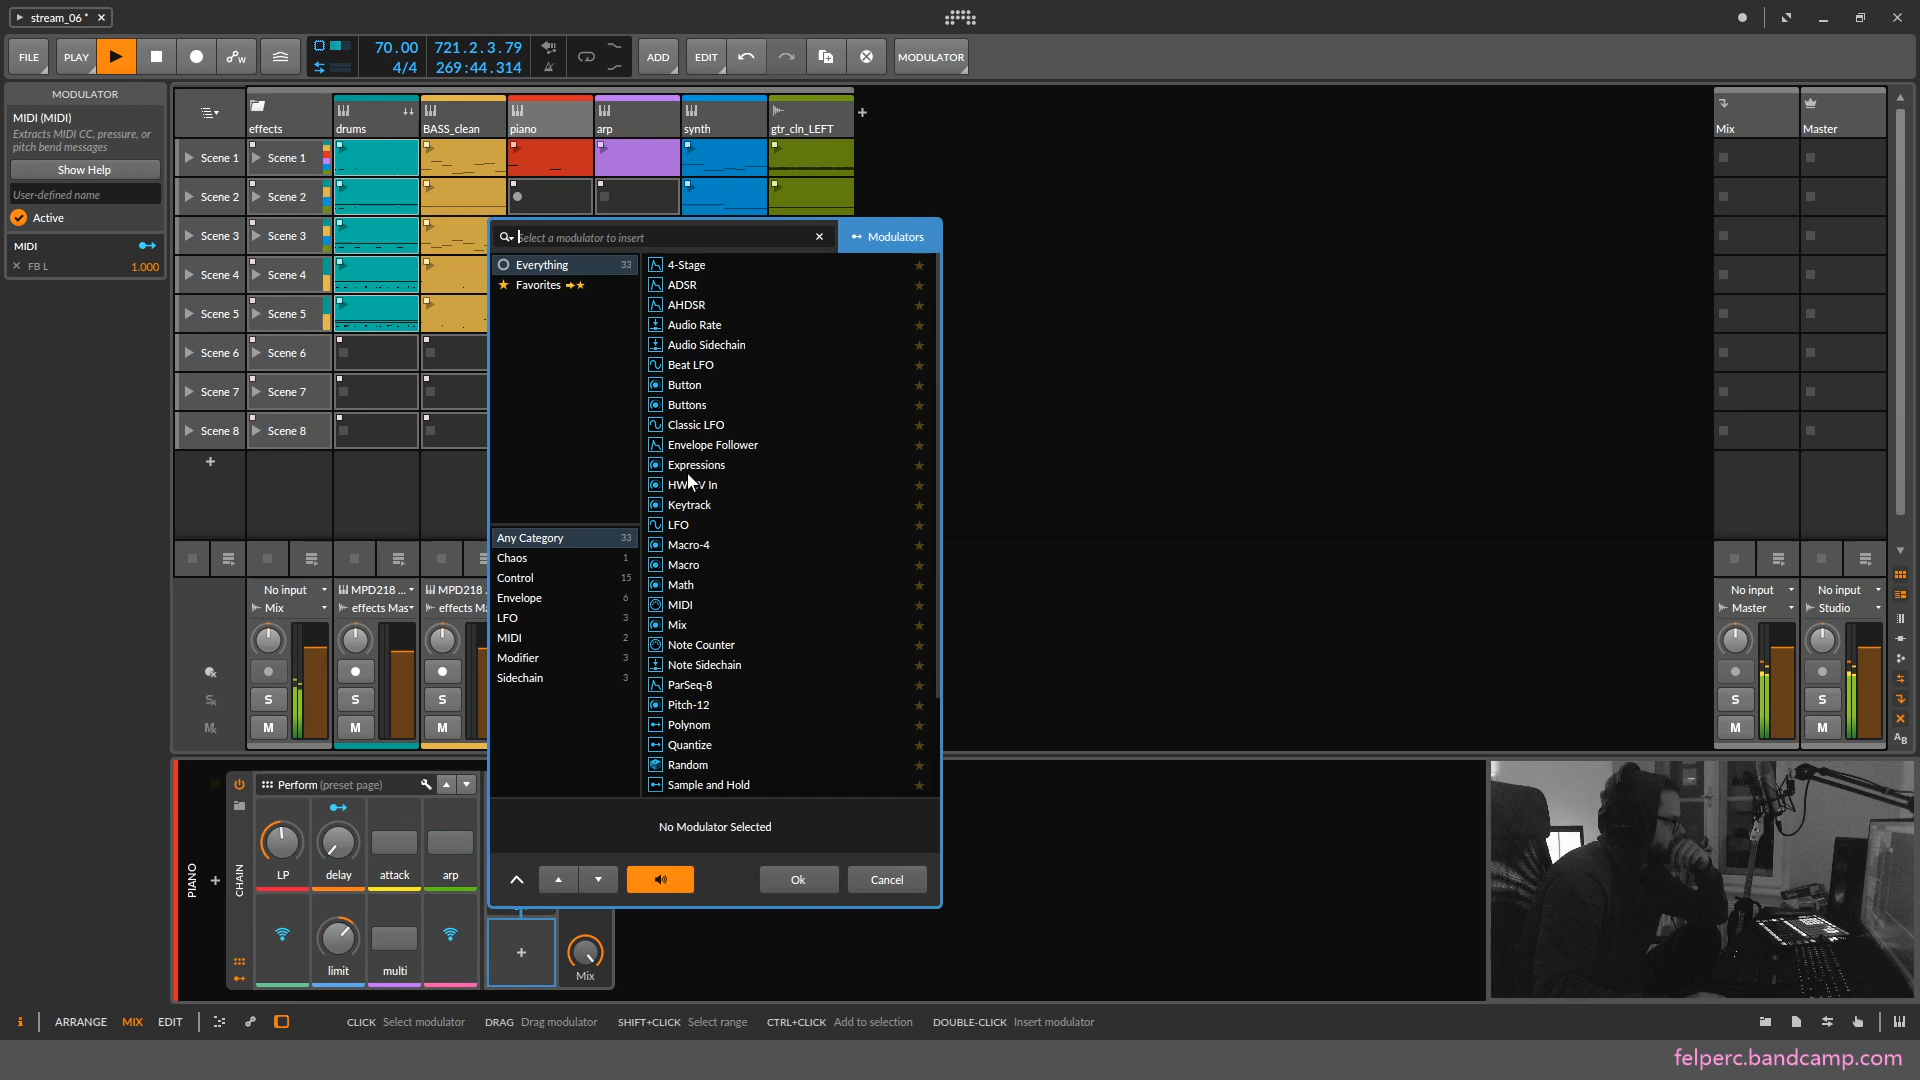 stream_06 *
FILE
PLAY
70.00
4/4
721.2.3.79
269:44.314
ADD
EDIT
MODULATOR
MODULATOR
MIDI (MIDI)
Extracts MIDI CC, pressure, or
pitch bend messages
Show Help
User-defined name
Active
MIDI
FB L 1.000
effects
drums
BASS_clean
piano
arp
synth
gtr_cln_LEFT
Mix
Master
Scene 1 Scene 1
Scene 2 Scene 2
Scene 3 Scene 3
Scene 4 Scene 4
Scene 5 Scene 5
Scene 6 Scene 6
Scene 7 Scene 7
Scene 8 Scene 8
Select a modulator to insert
Modulators
Everything 33
Favorites
Any Category 33
Chaos 1
Control 15
Envelope 6
LFO 3
MIDI 2
Modifier 3
Sidechain 3
4-Stage
ADSR
AHDSR
Audio Rate
Audio Sidechain
Beat LFO
Button
Buttons
Classic LFO
Envelope Follower
Expressions
HW CV In
Keytrack
LFO
Macro-4
Macro
Math
MIDI
Mix
Note Counter
Note Sidechain
ParSeq-8
Pitch-12
Polynom
Quantize
Random
Sample and Hold
No Modulator Selected
Ok
Cancel
No input
Mix
MPD218 ...
effects Mas
MPD218
effects Ma
No input
Master
No input
Studio
S S S S S
M M M M M
PIANO
CHAIN
Perform (preset page)
LP
delay
attack
arp
limit
multi
Mix
ARRANGE MIX EDIT
CLICK Select modulator DRAG Drag modulator SHIFT+CLICK Select range CTRL+CLICK Add to selection DOUBLE-CLICK Insert modulator
felperc.bandcamp.com